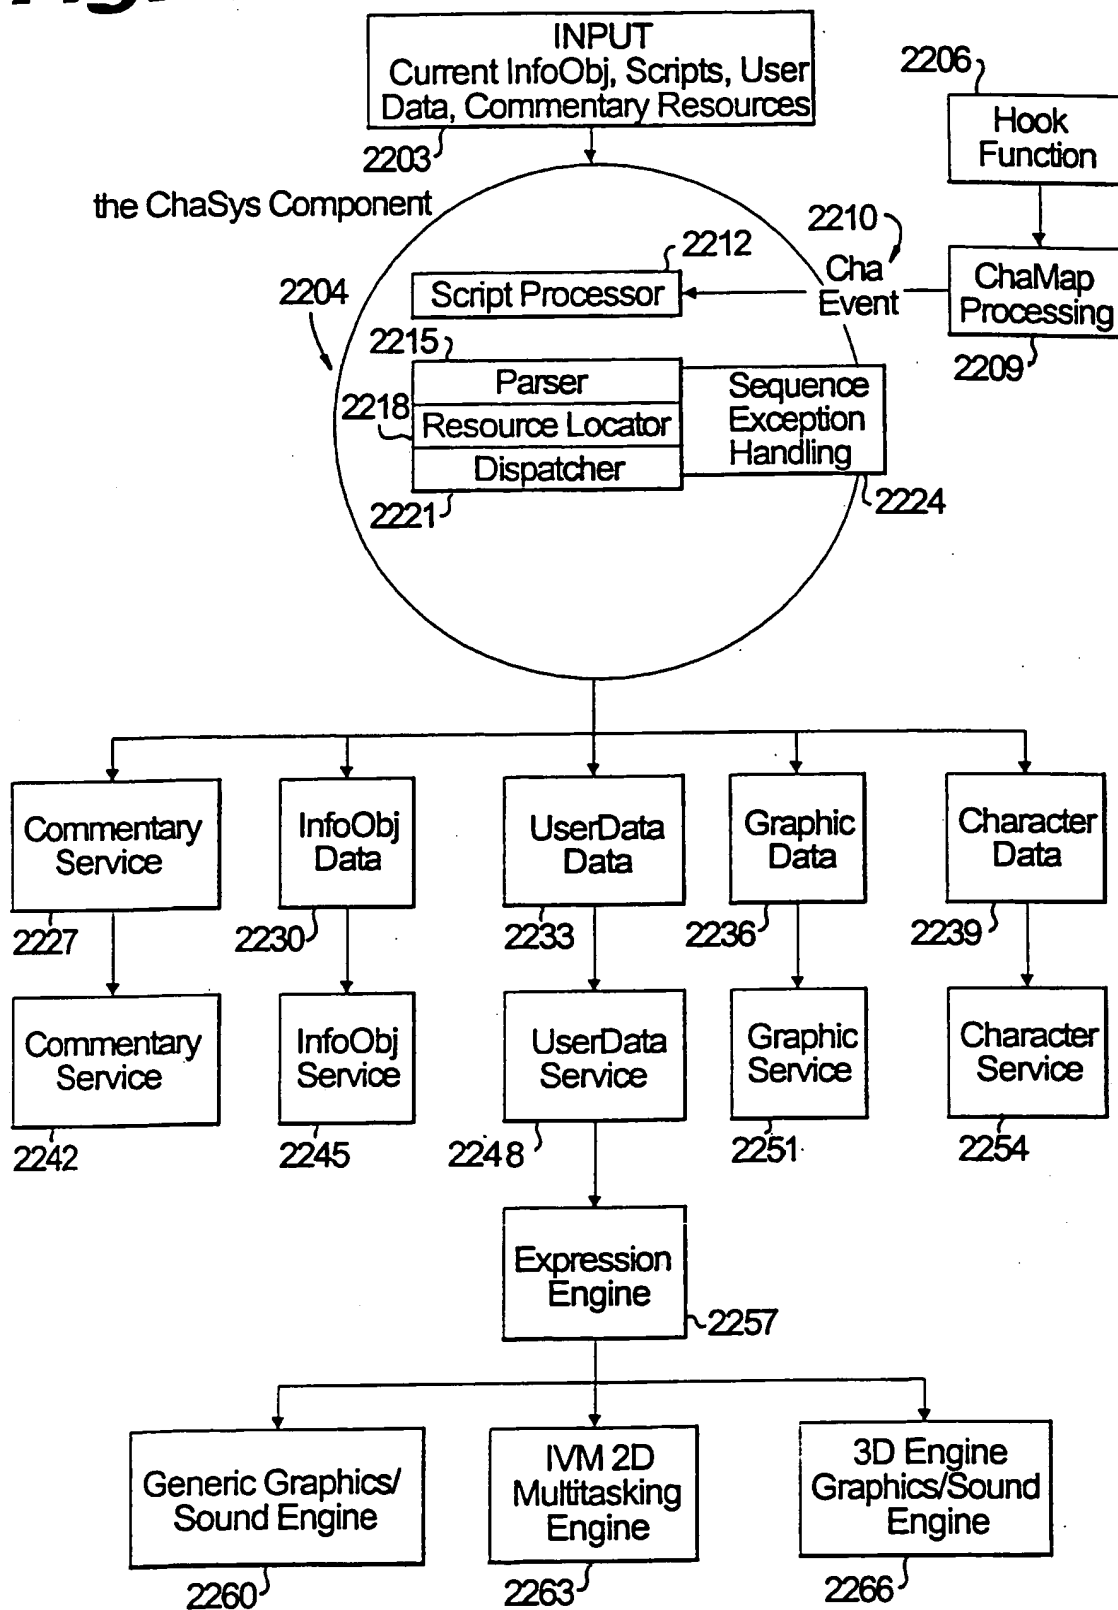 Fig.
INPUT
Current InfoObj, Scripts, User
Data, Commentary Resources
2203
2206
Hook
Function
the ChaSys Component
2210
Cha
Event
ChaMap
Processing
2209
2204
2212
Script Processor
2215
Parser
2218
Resource Locator
Dispatcher
2221
Sequence
Exception
Handling
2224
Commentary
Service
2227
InfoObj
Data
2230
UserData
Data
2233
Graphic
Data
2236
Character
Data
2239
Commentary
Service
2242
InfoObj
Service
2245
UserData
Service
2248
Graphic
Service
2251
Character
Service
2254
Expression
Engine
2257
Generic Graphics/
Sound Engine
2260
IVM 2D
Multitasking
Engine
2263
3D Engine
Graphics/Sound
Engine
2266